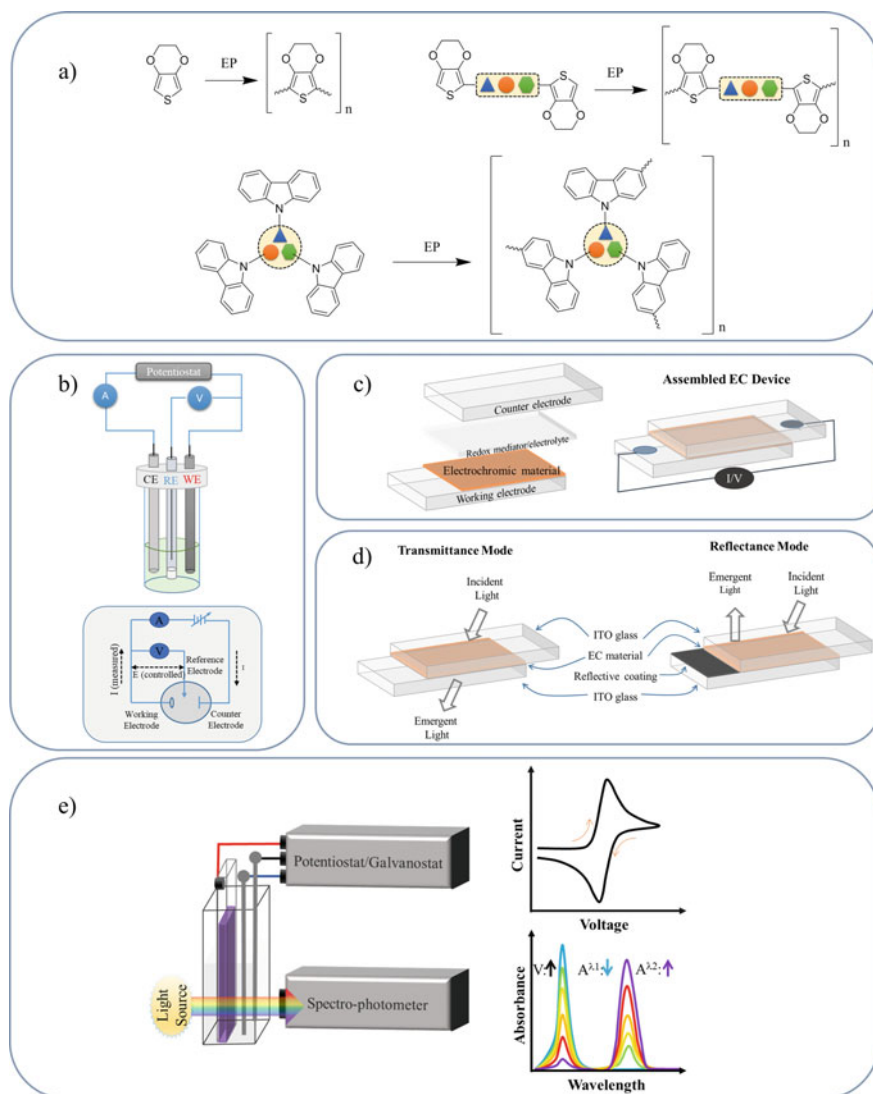 a)
O
O
S
EP
O
O
S
n
O
O
S
S
O
O
EP
O
O
S
S
O
O
n
N
N
N
EP
N
N
N
n
b)
Potentiostat
A
V
CE RE WE
A
V
I (measured)
E (controlled)
Reference
Electrode
I
Working
Electrode
Counter
Electrode
c)
Counter electrode
Redox mediator/electrolyte
Electrochromic material
Working electrode
Assembled EC Device
I/V
d)
Transmittance Mode
Incident
Light
Emergent
Light
ITO glass
EC material
Reflective coating
ITO glass
Reflectance Mode
Emergent
Light
Incident
Light
e)
Potentiostat/Galvanostat
Light
Source
Spectro-photometer
Current
Voltage
V: Aλ.1: Aλ2:
Absorbance
Wavelength